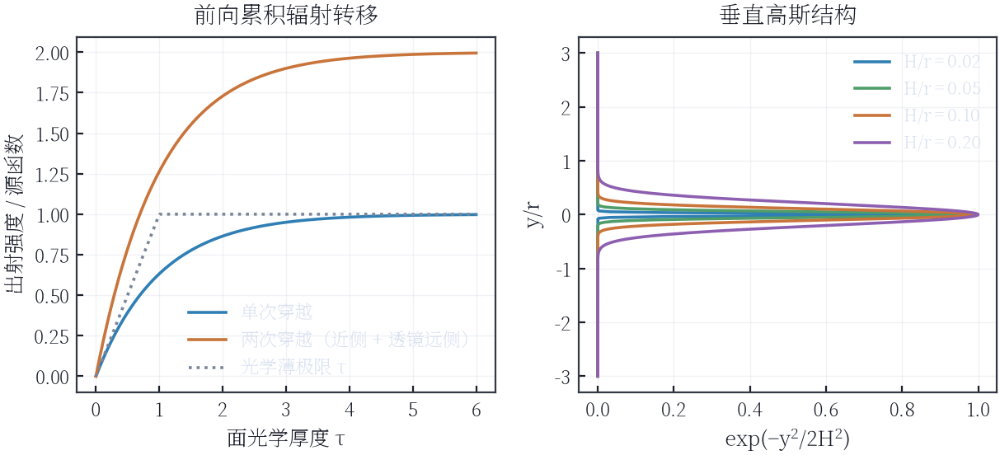 前向累积辐射转移
出射强度 / 源函数
2.00
1.75
1.50
1.25
1.00
0.75
0.50
0.25
0.00
单次穿越
两次穿越（近侧 + 透镜远侧）
光学薄极限 τ
0 1 2 3 4 5 6
面光学厚度 τ
垂直高斯结构
y/r
3
2
1
0
-1
-2
-3
H/r = 0.02
H/r = 0.05
H/r = 0.10
H/r = 0.20
0.0 0.2 0.4 0.6 0.8 1.0
exp(−y²/2H²)